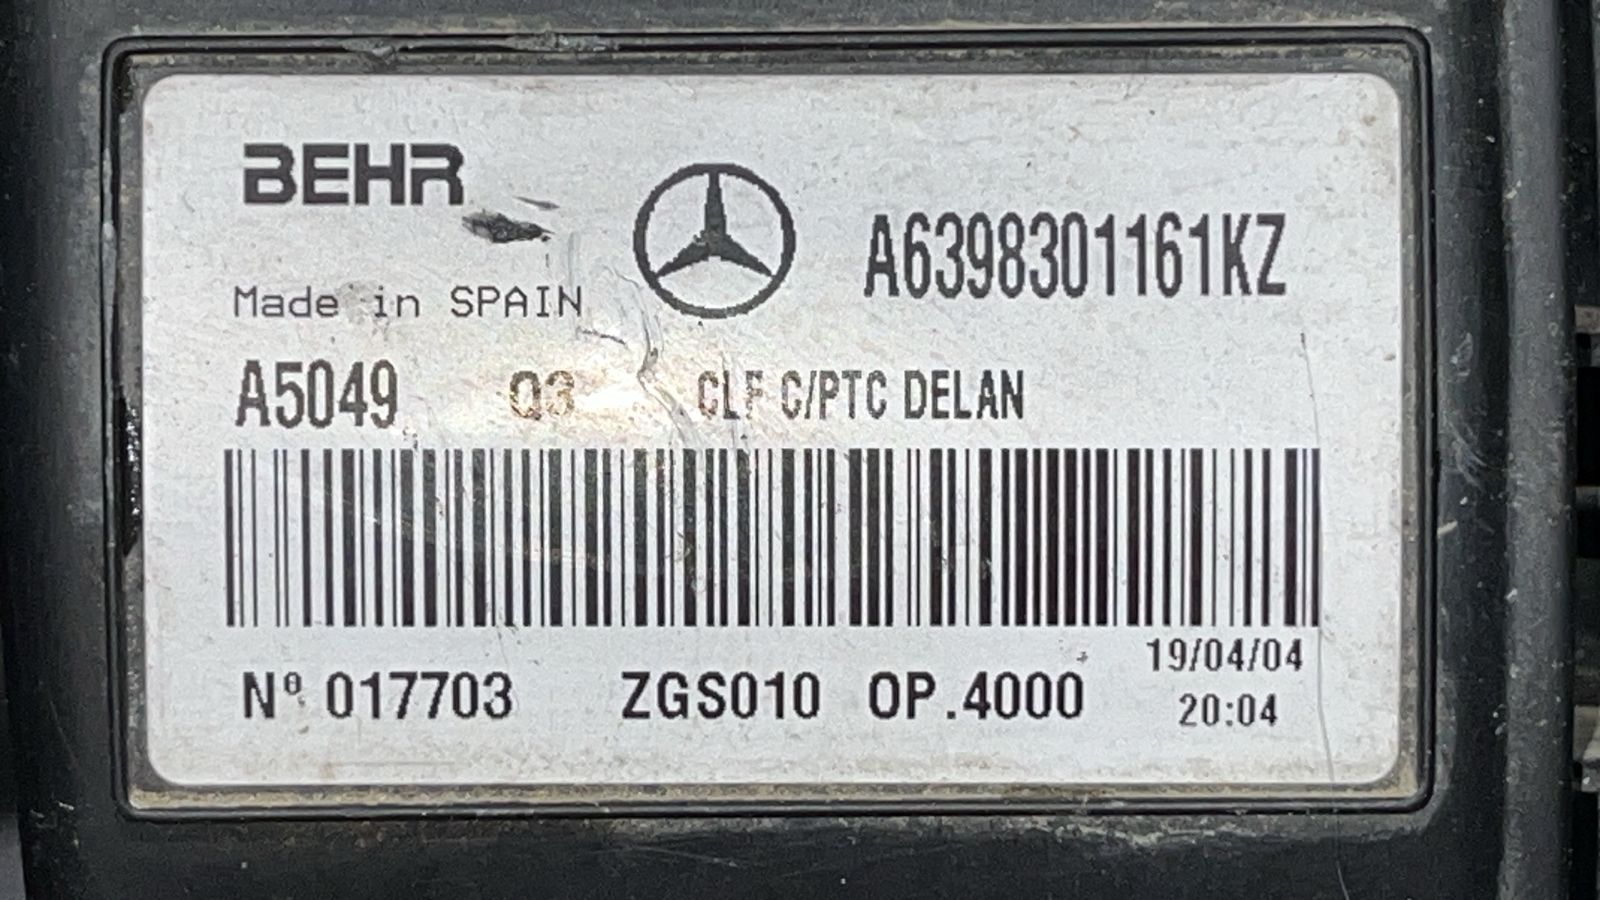 BEHR
A6398301161KZ
Made in SPAIN
A5049 Q3 CLF C/PTC DELAN
Nº 017703 ZGS010 OP.4000 19/04/04
20:04